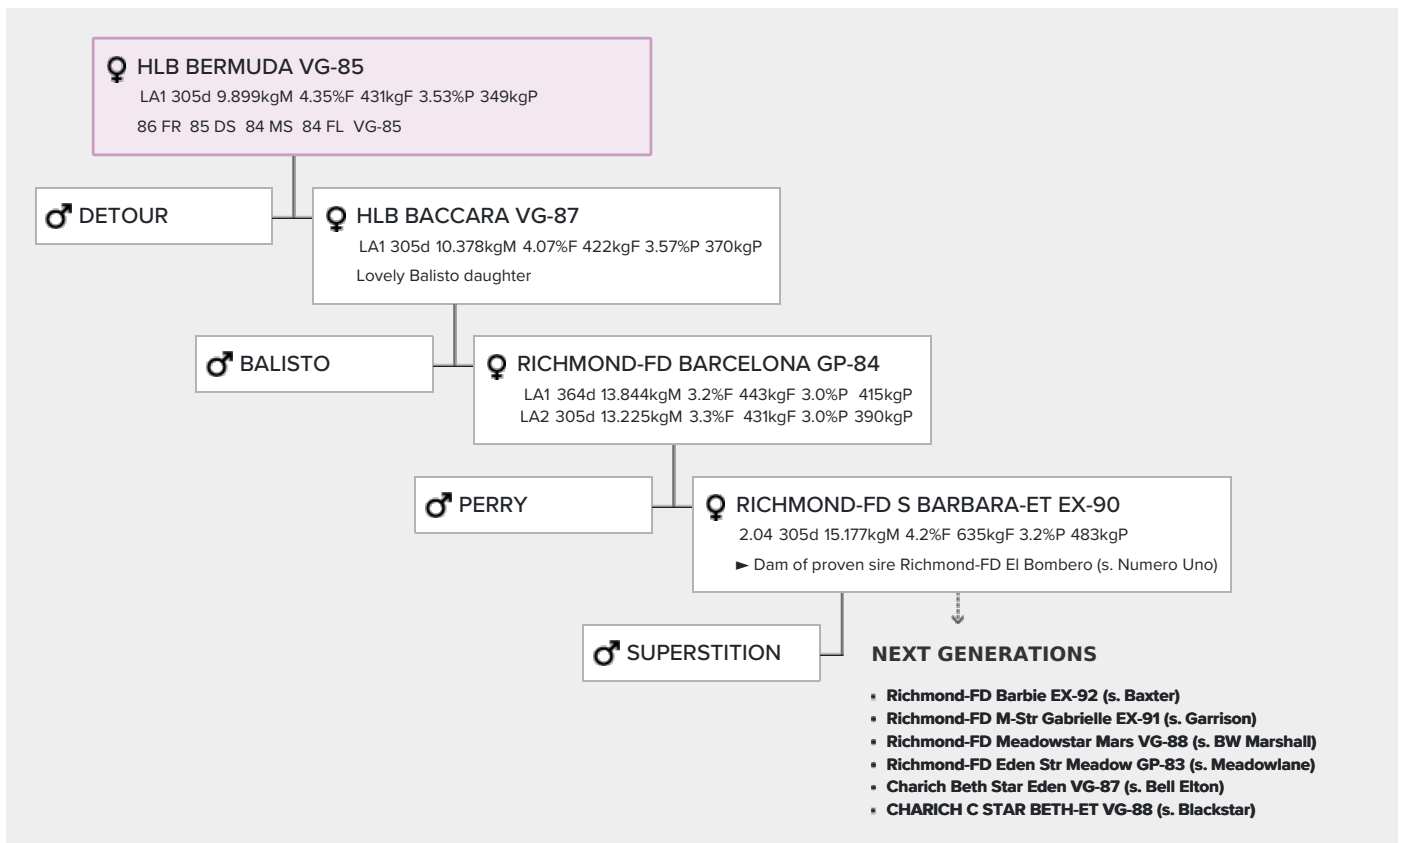 HLB BERMUDA VG-85
LA1 305d 9.899kgM 4.35%F 431kgF 3.53%P 349kgP
86 FR 85 DS 84 MS 84 FL VG-85
DETOUR
HLB BACCARA VG-87
LA1 305d 10.378kgM 4.07%F 422kgF 3.57%P 370kgP
Lovely Balisto daughter
BALISTO
RICHMOND-FD BARCELONA GP-84
LA1 364d 13.844kgM 3.2%F 443kgF 3.0%P 415kgP
LA2 305d 13.225kgM 3.3%F 431kgF 3.0%P 390kgP
PERRY
RICHMOND-FD S BARBARA-ET EX-90
2.04 305d 15.177kgM 4.2%F 635kgF 3.2%P 483kgP
► Dam of proven sire Richmond-FD El Bombero (s. Numero Uno)
SUPERSTITION
NEXT GENERATIONS
• Richmond-FD Barbie EX-92 (s. Baxter)
• Richmond-FD M-Str Gabrielle EX-91 (s. Garrison)
• Richmond-FD Meadowstar Mars VG-88 (s. BW Marshall)
• Richmond-FD Eden Str Meadow GP-83 (s. Meadowlane)
• Charich Beth Star Eden VG-87 (s. Bell Elton)
• CHARICH C STAR BETH-ET VG-88 (s. Blackstar)